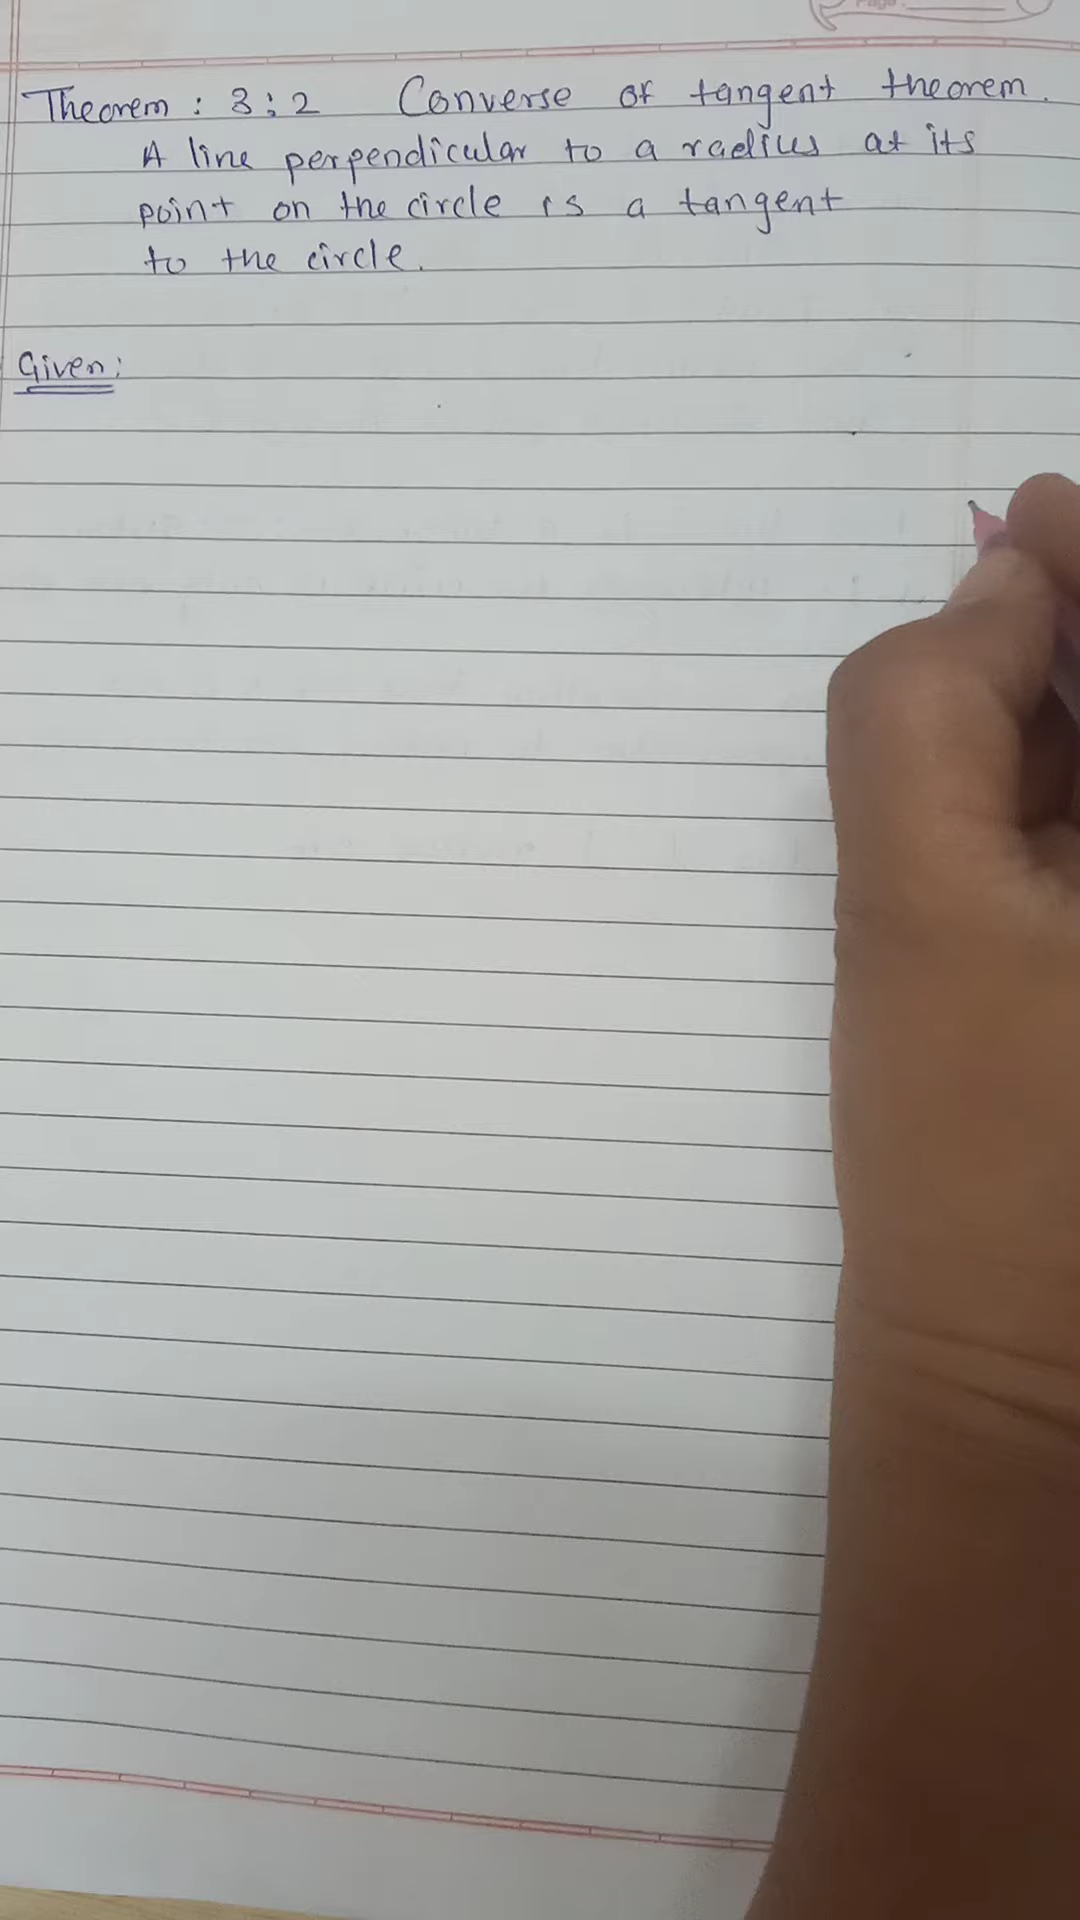 Page:
Theorem : 3:2 Converse of tangent theorem.
A line perpendicular to a radius at its
point on the circle is a tangent
to the circle.
Given: